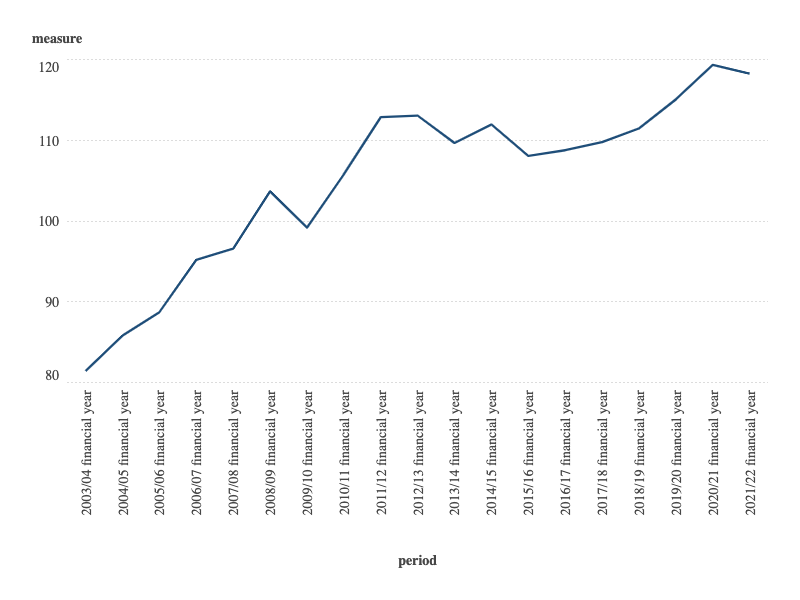 measure
120
110
100
90
80
2003/04 financial year
2004/05 financial year
2005/06 financial year
2006/07 financial year
2007/08 financial year
2008/09 financial year
2009/10 financial year
2010/11 financial year
2011/12 financial year
2012/13 financial year
2013/14 financial year
2014/15 financial year
2015/16 financial year
2016/17 financial year
2017/18 financial year
2018/19 financial year
2019/20 financial year
2020/21 financial year
2021/22 financial year
period